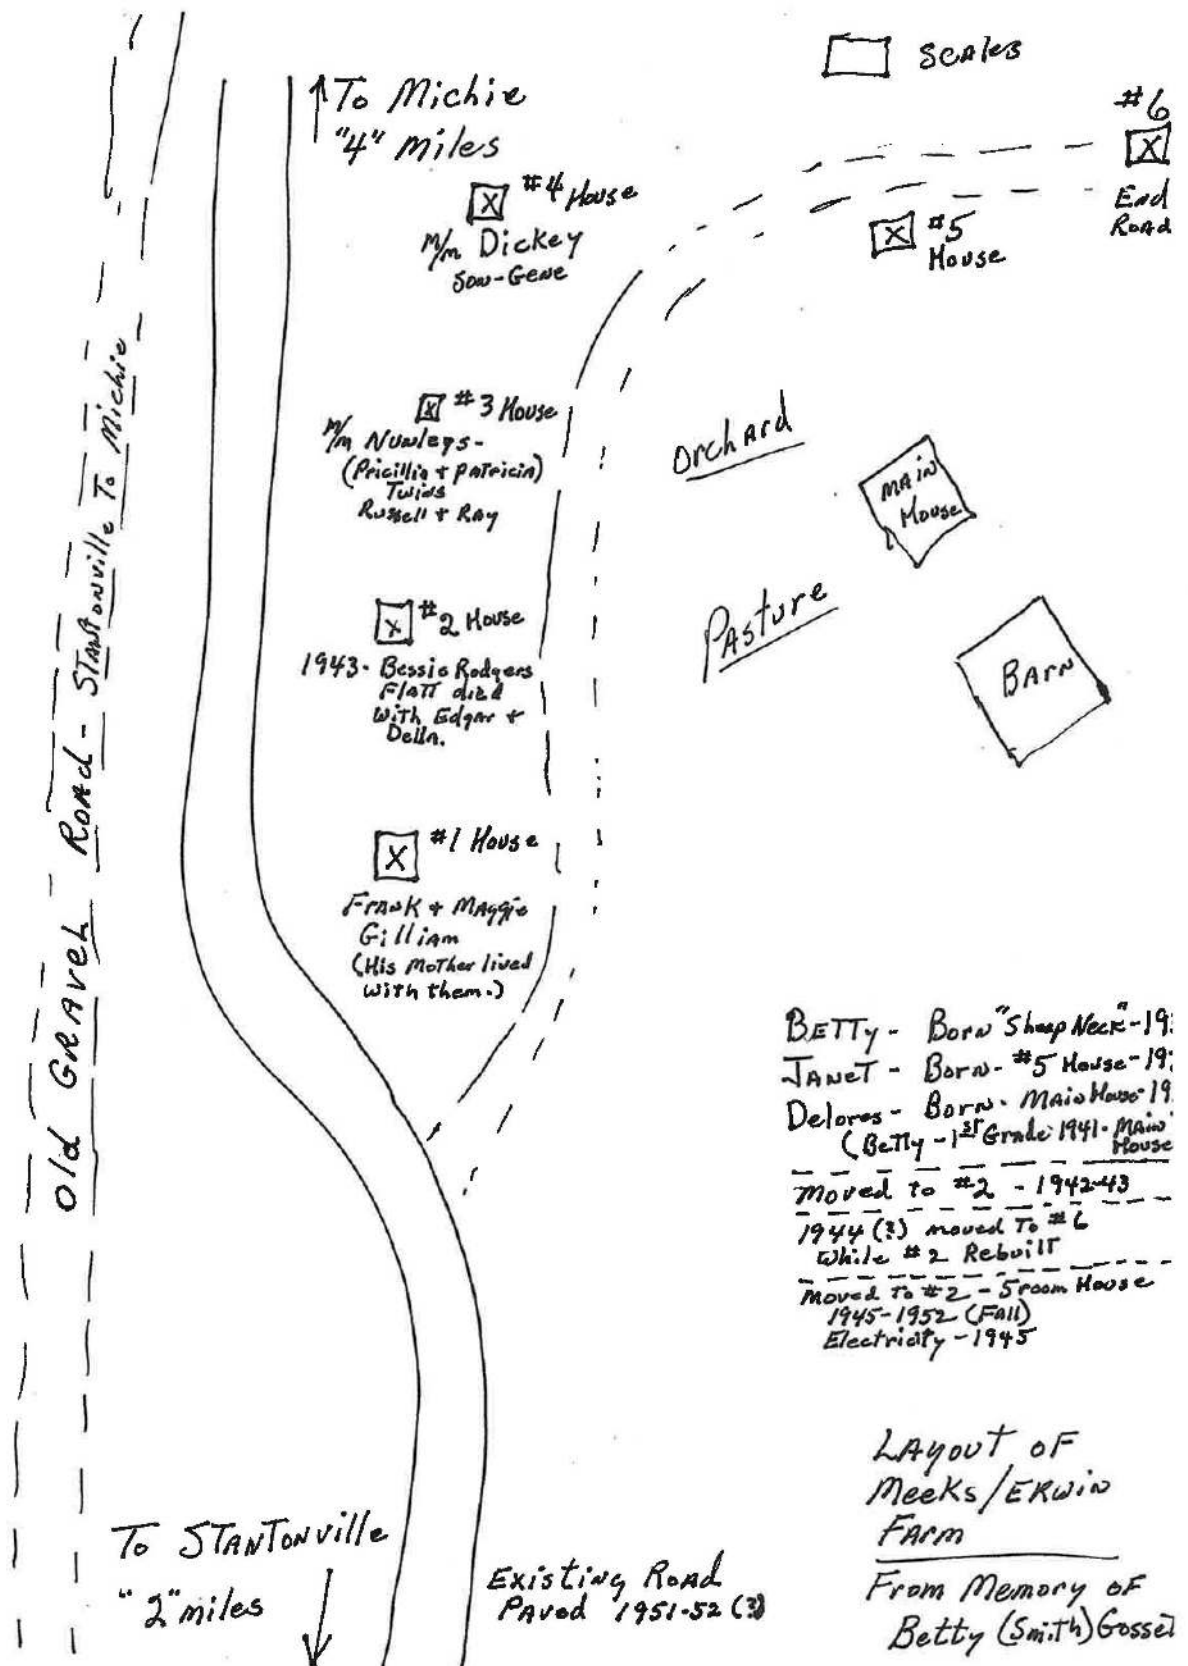 Scales
To Michie
"4" miles
#6
X
End
Road
X #4 House
M/M Dickey
Son-Gene
X #5
House
X #3 House
M/M Nunleys-
(Pricillia + Patricia)
Twins
Russell + Ray
Orchard
Main
House
Pasture
Barn
X #2 House
1943- Bessie Rodgers
Flatt died
with Edgar +
Della.
X #1 House
Frank + Maggie
Gilliam
(His Mother lived
with them.)
Old Gravel Road - Stantonville To Michie
Betty - Born "Sheep Neck" - 19
Janet - Born - #5 House - 19
Delores - Born - Main House - 19
(Betty - 1st Grade - 1941 - Main
House
Moved to #2 - 1942-43
1944 (?) moved To #6
While #2 Rebuilt
Moved To #2 - 5 room House
1945-1952 (Fall)
Electricity - 1945
Layout of
Meeks/Erwin
Farm
From Memory of
Betty (Smith)
To Stantonville
"2" miles
Existing Road
Paved 1951-52 (?)